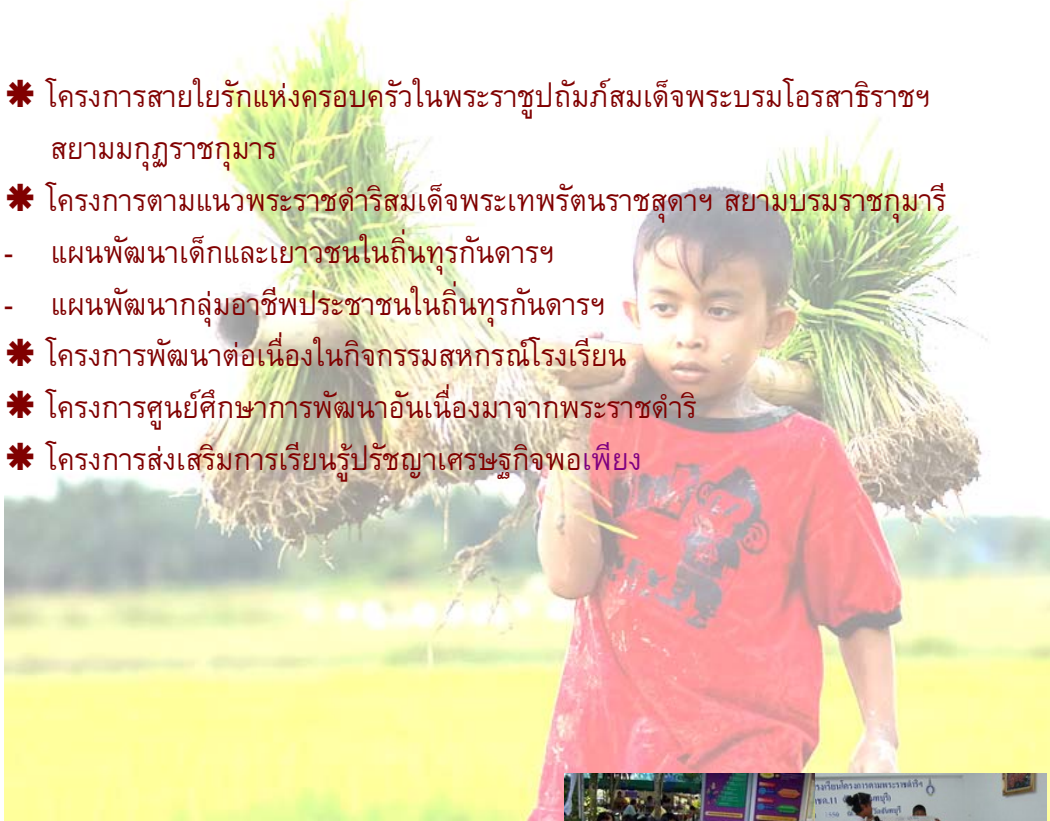 ✱ โครงการสายใยรักแห่งครอบครัวในพระราชูปถัมภ์สมเด็จพระบรมโอรสาธิราชฯ
สยามมกุฎราชกุมาร
✱ โครงการตามแนวพระราชดำริสมเด็จพระเทพรัตนราชสุดาฯ สยามบรมราชกุมารี
- แผนพัฒนาเด็กและเยาวชนในถิ่นทุรกันดารฯ
- แผนพัฒนากลุ่มอาชีพประชาชนในถิ่นทุรกันดารฯ
✱ โครงการพัฒนาต่อเนื่องในกิจกรรมสหกรณ์โรงเรียน
✱ โครงการศูนย์ศึกษาการพัฒนาอันเนื่องมาจากพระราชดำริ
✱ โครงการส่งเสริมการเรียนรู้ปรัชญาเศรษฐกิจพอเพียง